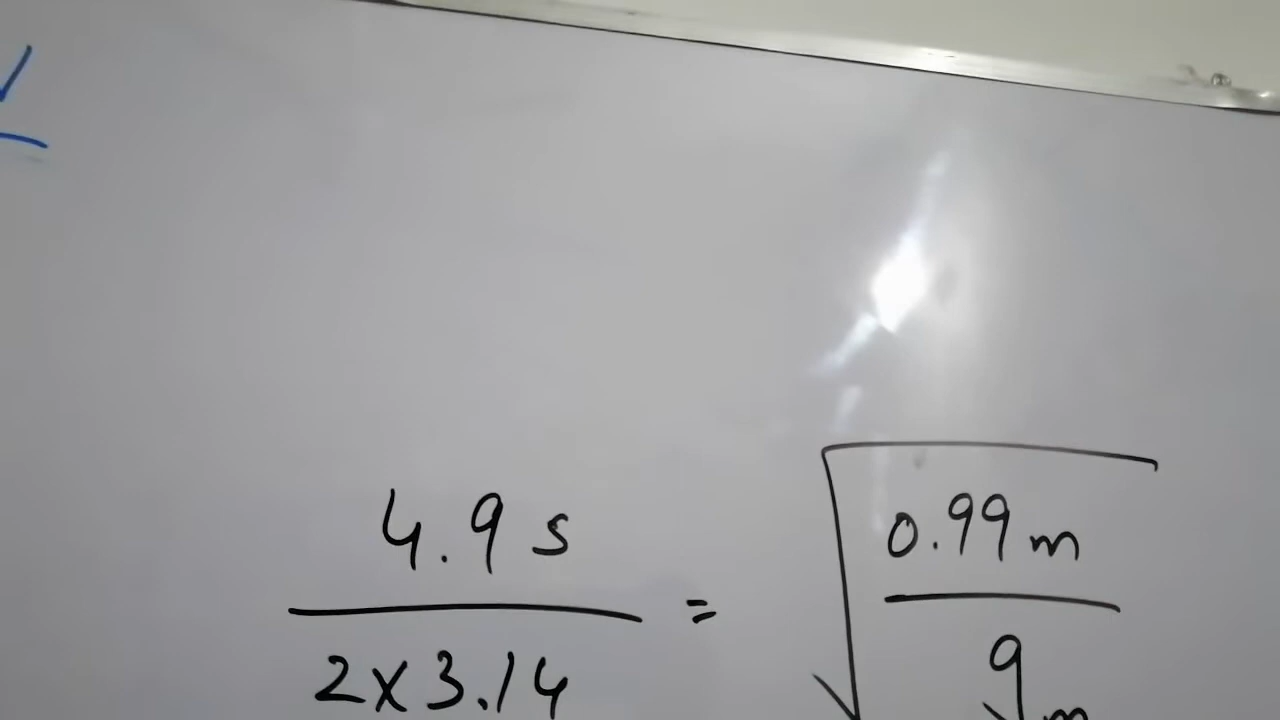 4.9 s = √ 0.99 m
2 x 3.14 g m